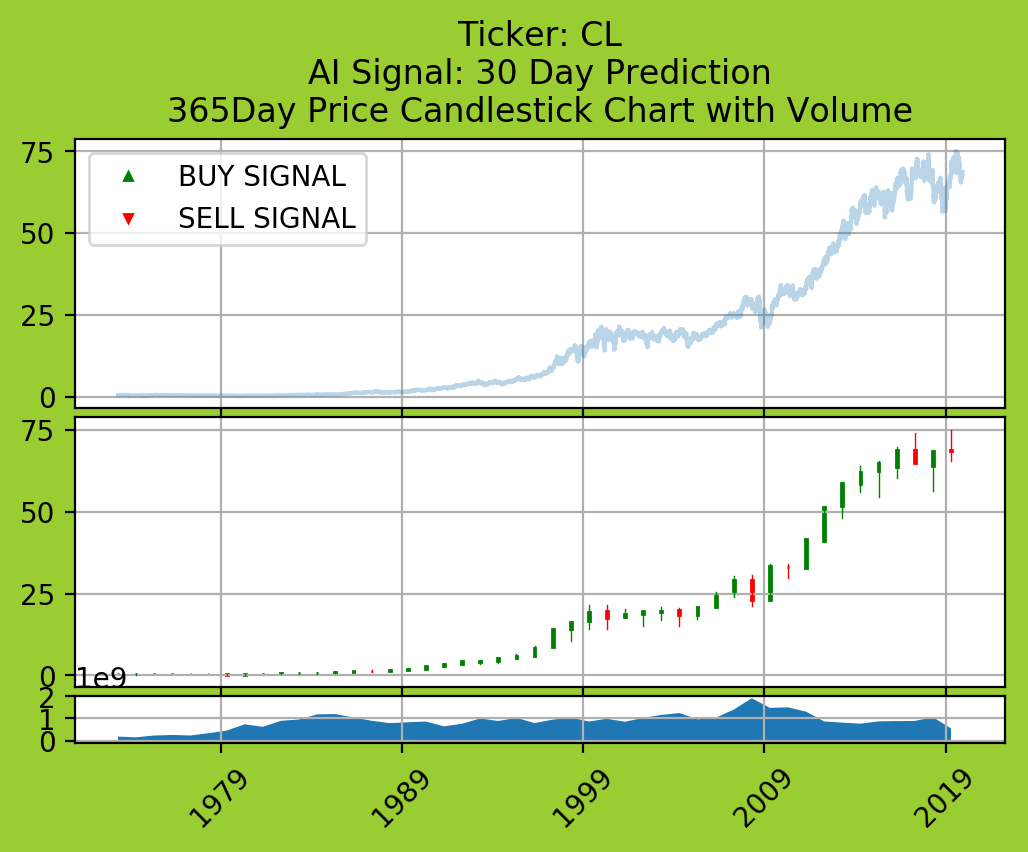 Ticker: CL
AI Signal: 30 Day Prediction
365Day Price Candlestick Chart with Volume
75
50
25
0
BUY SIGNAL
SELL SIGNAL
75
50
25
0
1e9
2
1
0
1979
1989
1999
2009
2019